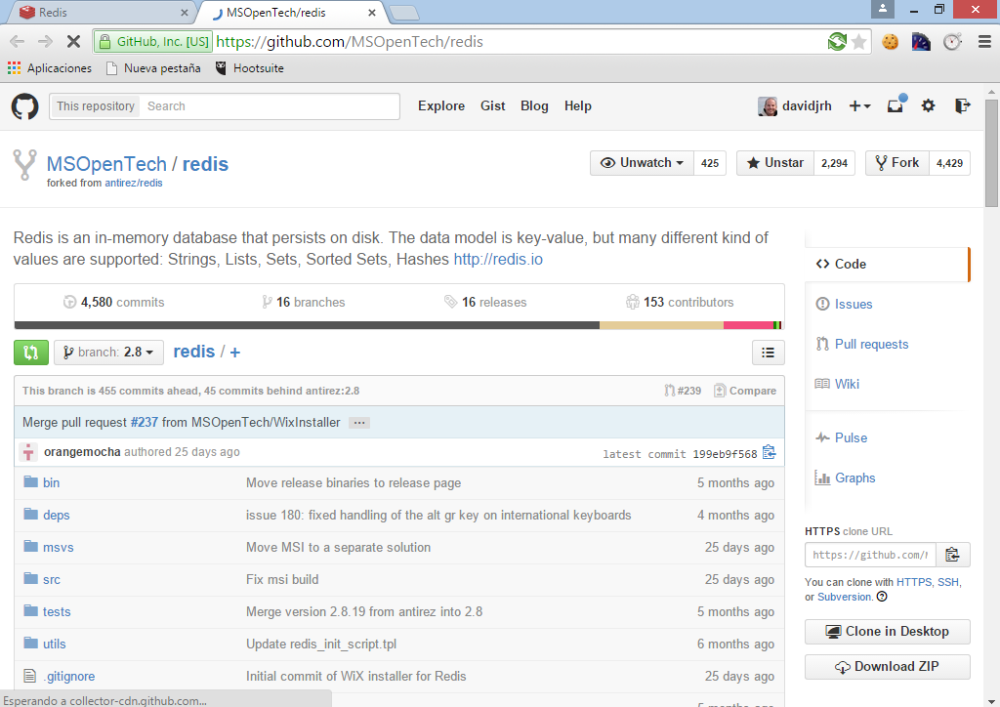 Redis
MSOpenTech/redis
GitHub, Inc. [US] https://github.com/MSOpenTech/redis
Aplicaciones Nueva pestaña Hootsuite
This repository Search Explore Gist Blog Help davidjrh
MSOpenTech / redis
forked from antirez/redis
Unwatch 425 Unstar 2,294 Fork 4,429
Redis is an in-memory database that persists on disk. The data model is key-value, but many different kind of
values are supported: Strings, Lists, Sets, Sorted Sets, Hashes http://redis.io
4,580 commits 16 branches 16 releases 153 contributors
branch: 2.8 redis / +
This branch is 455 commits ahead, 45 commits behind antirez:2.8 #239 Compare
Merge pull request #237 from MSOpenTech/WixInstaller ...
orangemocha authored 25 days ago latest commit 199eb9f568
bin Move release binaries to release page 5 months ago
deps issue 180: fixed handling of the alt gr key on international keyboards 4 months ago
msvs Move MSI to a separate solution 25 days ago
src Fix msi build 25 days ago
tests Merge version 2.8.19 from antirez into 2.8 5 months ago
utils Update redis_init_script.tpl 6 months ago
.gitignore Initial commit of WiX installer for Redis 25 days ago
Code
Issues
Pull requests
Wiki
Pulse
Graphs
HTTPS clone URL
https://github.com/
You can clone with HTTPS, SSH,
or Subversion.
Clone in Desktop
Download ZIP
Esperando a collector-cdn.github.com...